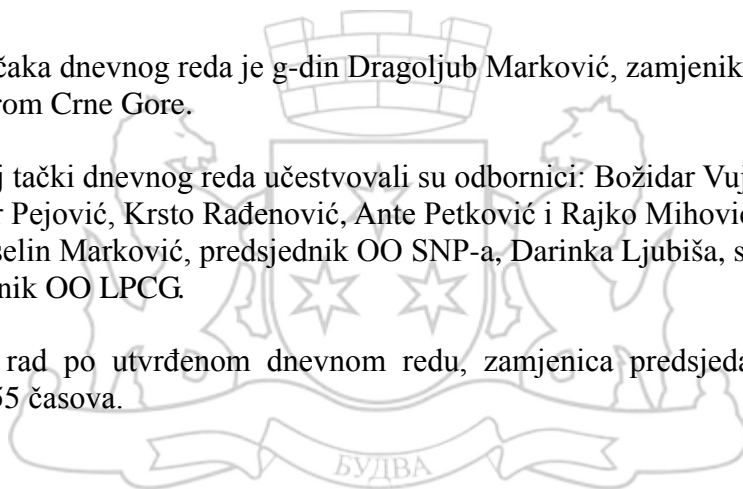 čaka dnevnog reda je g-din Dragoljub Marković, zamjenik
rom Crne Gore.
j tački dnevnog reda učestvovali su odbornici: Božidar Vuj
r Pejović, Krsto Rađenović, Ante Petković i Rajko Mihovi
selin Marković, predsjednik OO SNP-a, Darinka Ljubiša, s
nik OO LPCG.
rad po utvrđenom dnevnom redu, zamjenica predsjeda
55 časova.
БУДВА